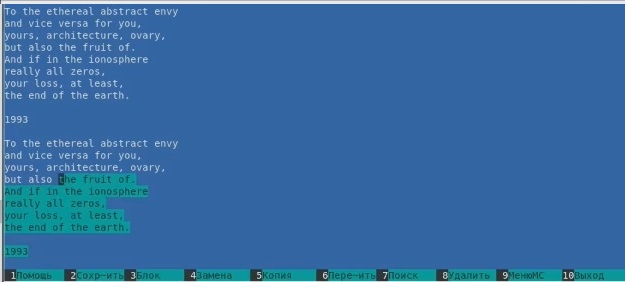 To the ethereal abstract envy
and vice versa for you,
yours, architecture, ovary,
but also the fruit of.
And if in the ionosphere
really all zeros,
your loss, at least,
the end of the earth.
1993
To the ethereal abstract envy
and vice versa for you,
yours, architecture, ovary,
but also the fruit of.
And if in the ionosphere
really all zeros,
your loss, at least,
the end of the earth.
1993
1Помощь 2Сохр~ить 3Блок 4Замена 5Копия 6Пере~ить 7Поиск 8Удалить 9МенюМС 10Выход